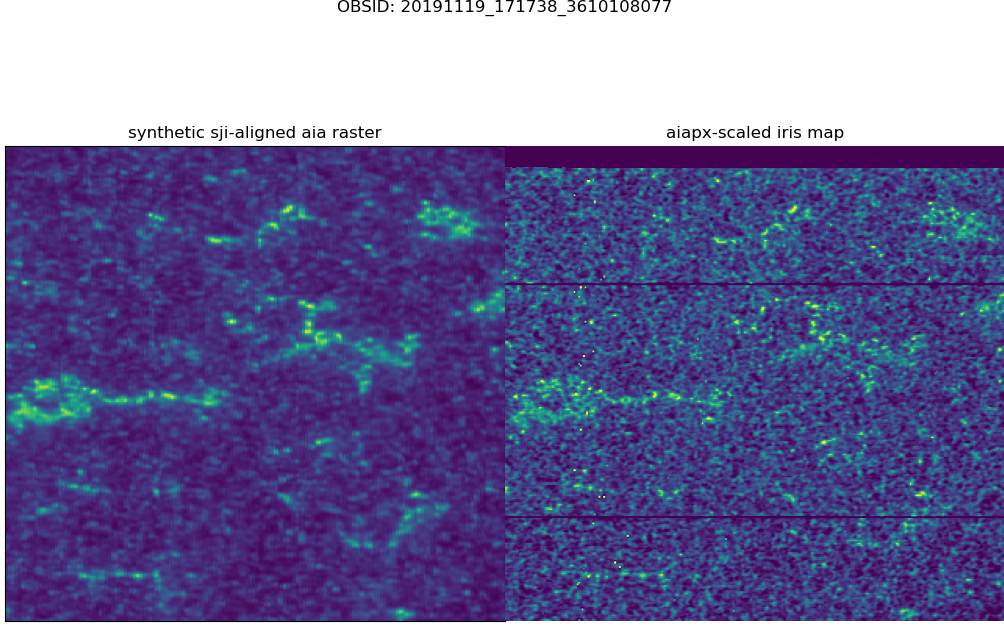 OBSID: 20191119_171738_3610108077
synthetic sji-aligned aia raster
aiapx-scaled iris map